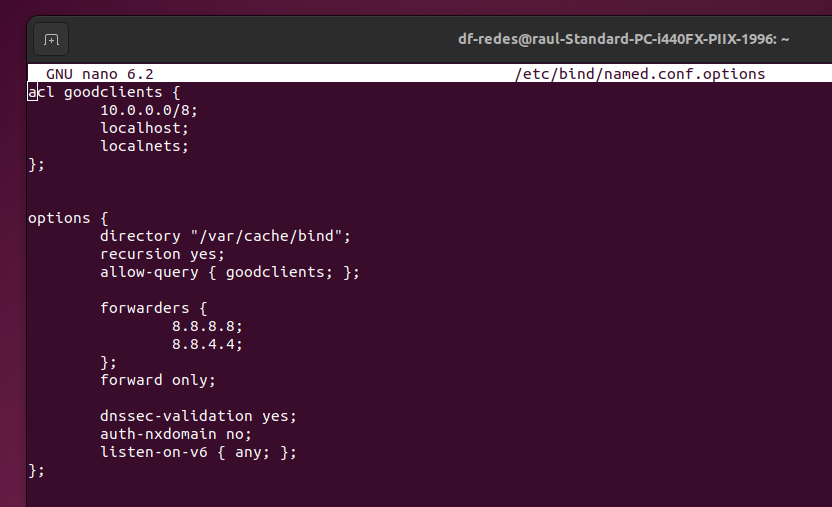 df-redes@raul-Standard-PC-i440FX-PIIX-1996: ~
GNU nano 6.2 /etc/bind/named.conf.options
acl goodclients {
10.0.0.0/8;
localhost;
localnets;
};
options {
directory "/var/cache/bind";
recursion yes;
allow-query { goodclients; };
forwarders {
8.8.8.8;
8.8.4.4;
};
forward only;
dnssec-validation yes;
auth-nxdomain no;
listen-on-v6 { any; };
};